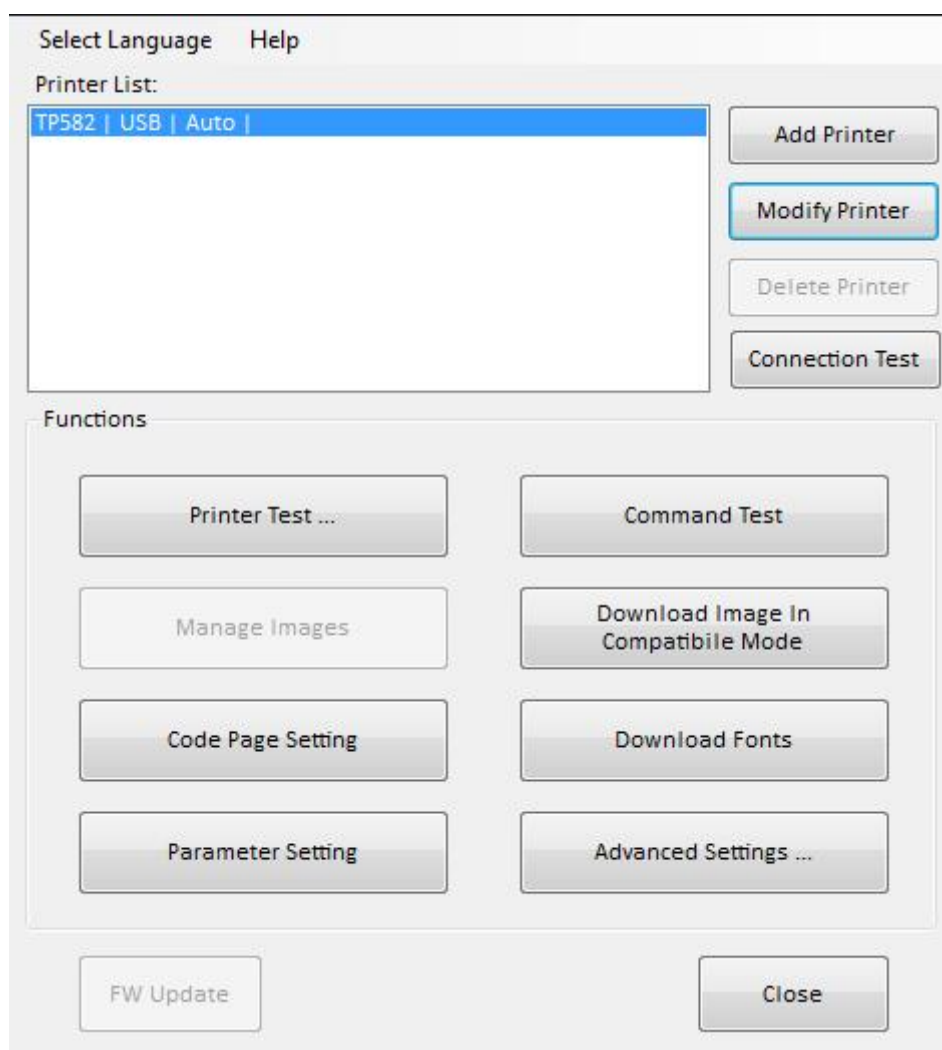 Select Language Help
Printer List:
TP582 | USB | Auto |
Add Printer
Modify Printer
Delete Printer
Connection Test
Functions
Printer Test ...
Command Test
Manage Images
Download Image In
Compatibile Mode
Code Page Setting
Download Fonts
Parameter Setting
Advanced Settings ...
FW Update
Close